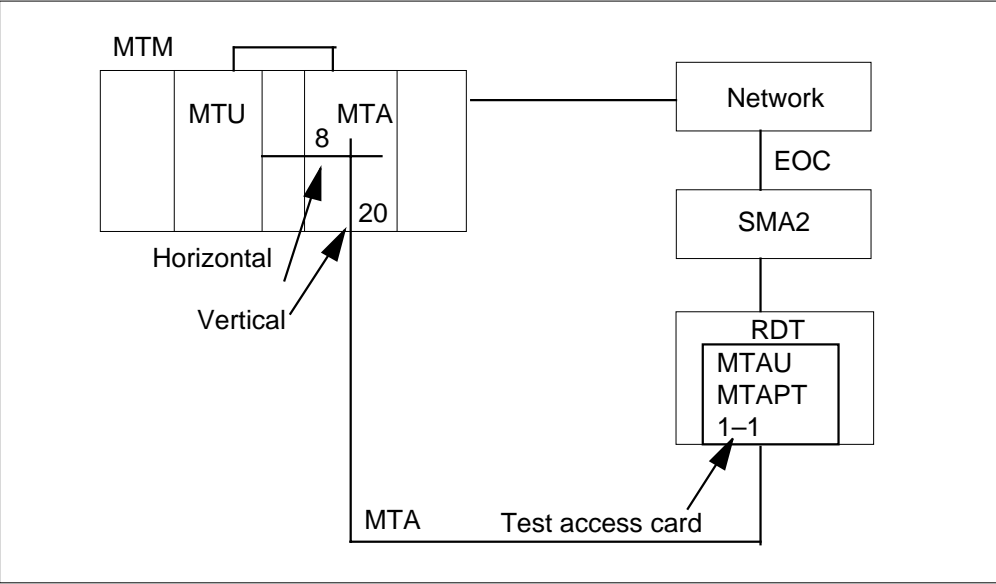 MTM
MTU
MTA
8
20
Horizontal
Vertical
Network
EOC
SMA2
RDT
MTAU
MTAPT
1–1
MTA
Test access card